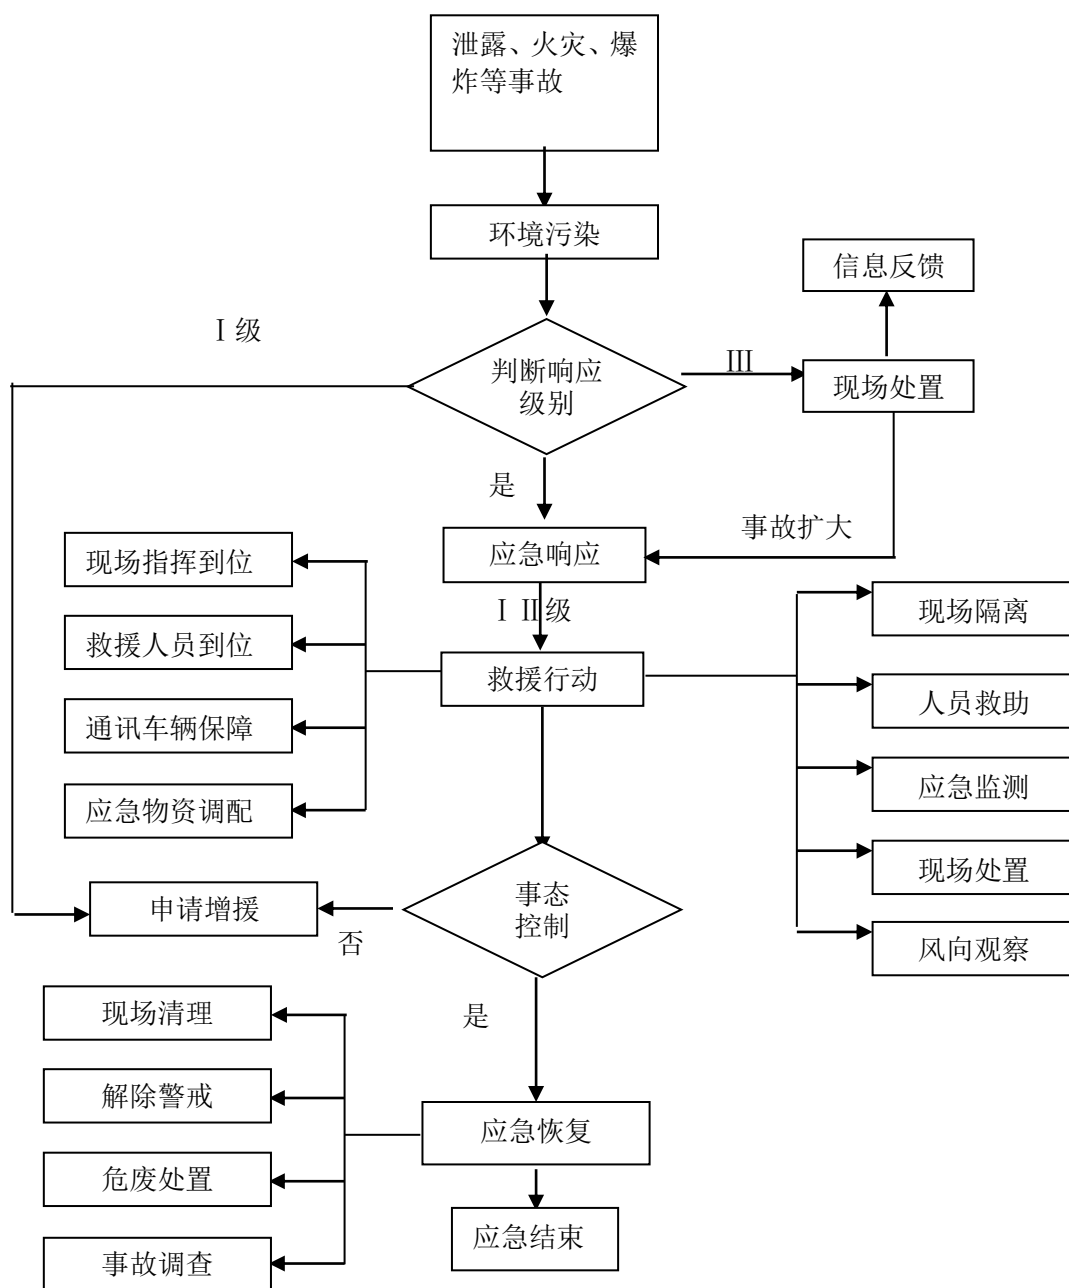 泄露、火灾、爆
炸等事故
环境污染
信息反馈
Ⅰ级
判断响应
级别
Ⅲ
现场处置
是
应急响应
事故扩大
现场指挥到位
Ⅰ Ⅱ级
现场隔离
救援人员到位
救援行动
人员救助
通讯车辆保障
应急监测
应急物资调配
现场处置
申请增援
否
事态
控制
风向观察
现场清理
是
解除警戒
应急恢复
危废处置
应急结束
事故调查